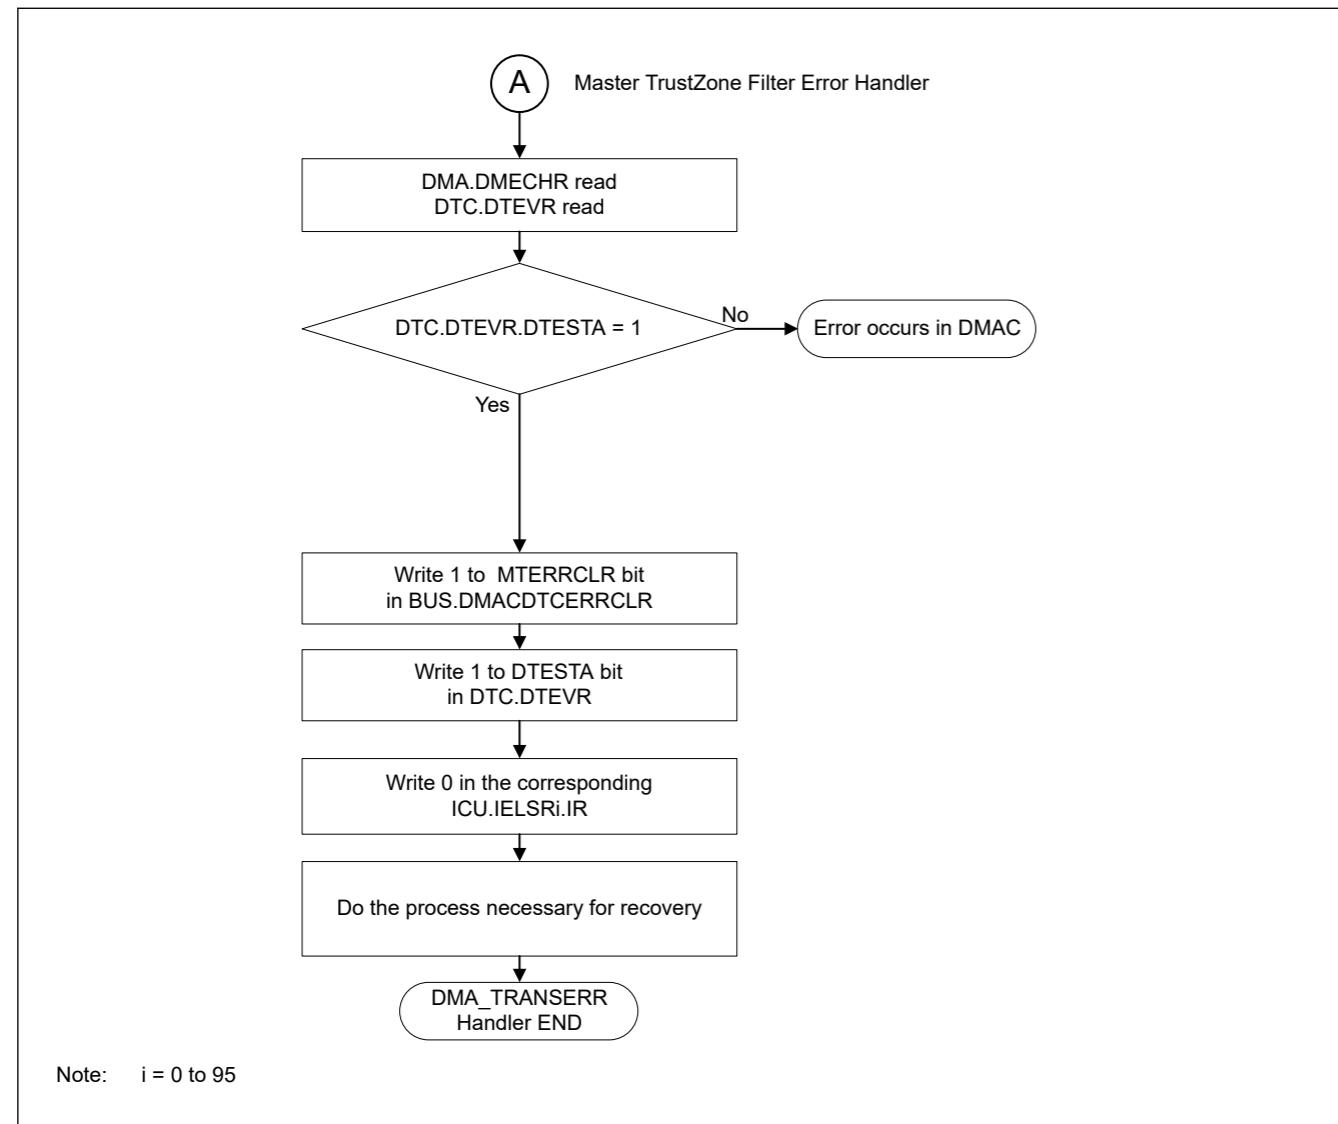 A
Master TrustZone Filter Error Handler
DMA.DMECHR read
DTC.DTEVR read
DTC.DTEVR.DTESTA = 1
No
Error occurs in DMAC
Yes
Write 1 to  MTERRCLR bit
in BUS.DMACDTCERRCLR
Write 1 to DTESTA bit
in DTC.DTEVR
Write 0 in the corresponding
ICU.IELSRi.IR
Do the process necessary for recovery
DMA_TRANSERR
Handler END
Note: i = 0 to 95